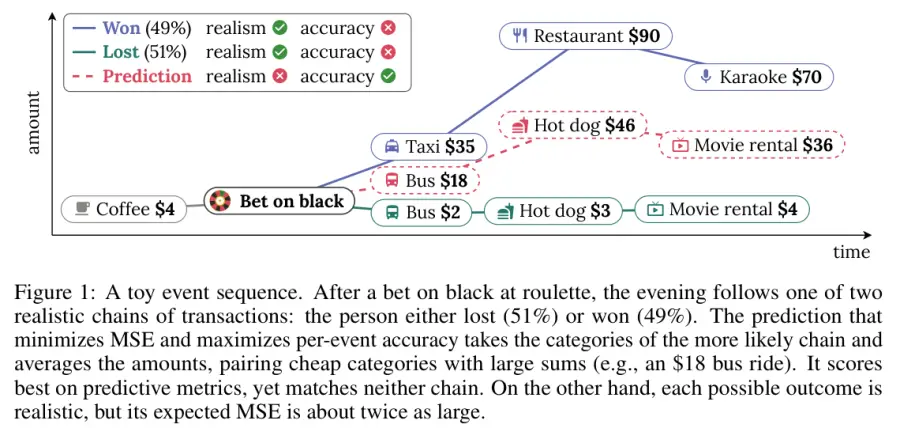 Won (49%) realism accuracy
Lost (51%) realism accuracy
Prediction realism accuracy
Restaurant $90
Karaoke $70
Hot dog $46
Movie rental $36
Taxi $35
Bus $18
Coffee $4
Bet on black
Bus $2
Hot dog $3
Movie rental $4
amount
time
Figure 1: A toy event sequence. After a bet on black at roulette, the evening follows one of two
realistic chains of transactions: the person either lost (51%) or won (49%). The prediction that
minimizes MSE and maximizes per-event accuracy takes the categories of the more likely chain and
averages the amounts, pairing cheap categories with large sums (e.g., an $18 bus ride). It scores
best on predictive metrics, yet matches neither chain. On the other hand, each possible outcome is
realistic, but its expected MSE is about twice as large.